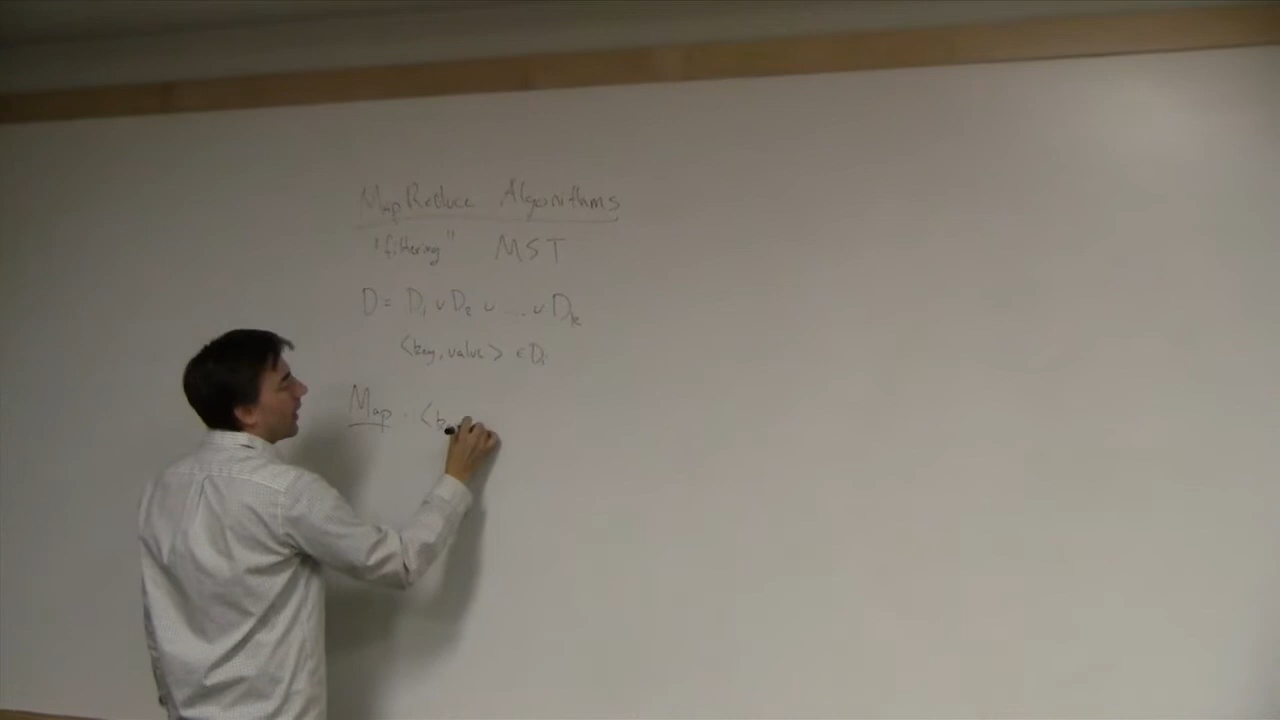 MapReduce Algorithms
"filtering" MST
D = D₁ ∪ D₂ ∪ .... ∪ Dₖ
<key, value> ∈ Dᵢ
Map · <k